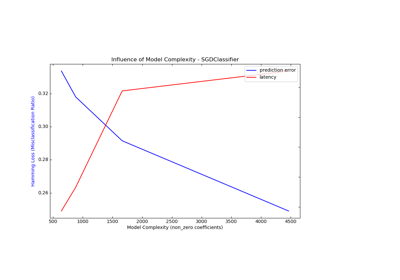 Influence of Model Complexity - SGDClassifier
prediction error
latency
0.32
0.30
0.28
0.26
Hamming Loss (Misclassification Ratio)
500 1000 1500 2000 2500 3000 3500 4000 4500
Model Complexity (non_zero coefficients)